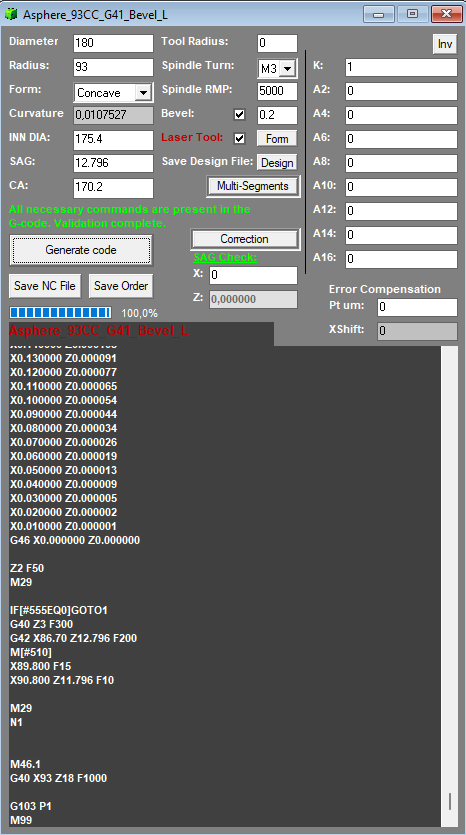 Asphere_93CC_G41_Bevel_L
Diameter 180 Tool Radius: 0 Inv
Radius: 93 Spindle Turn: M3 K: 1
Form: Concave Spindle RMP: 5000 A2: 0
Curvature 0,0107527 Bevel: 0.2 A4: 0
INN DIA: 175.4 Laser Tool: Form A6: 0
SAG: 12.796 Save Design File: Design A8: 0
CA: 170.2 Multi-Segments A10: 0
All necessary commands are present in the
G-code. Validation complete.
A12: 0
Generate code Correction A14: 0
SAG Check: A16: 0
Save NC File Save Order X: 0 Error Compensation
100,0% Z: 0,000000 Pt um: 0
XShift: 0
Asphere_93CC_G41_Bevel_L
X0.130000 Z0.000091
X0.120000 Z0.000077
X0.110000 Z0.000065
X0.100000 Z0.000054
X0.090000 Z0.000044
X0.080000 Z0.000034
X0.070000 Z0.000026
X0.060000 Z0.000019
X0.050000 Z0.000013
X0.040000 Z0.000009
X0.030000 Z0.000005
X0.020000 Z0.000002
X0.010000 Z0.000001
G46 X0.000000 Z0.000000
Z2 F50
M29
IF[#555EQ0]GOTO1
G40 Z3 F300
G42 X86.70 Z12.796 F200
M[#510]
X89.800 F15
X90.800 Z11.796 F10
M29
N1
M46.1
G40 X93 Z18 F1000
G103 P1
M99